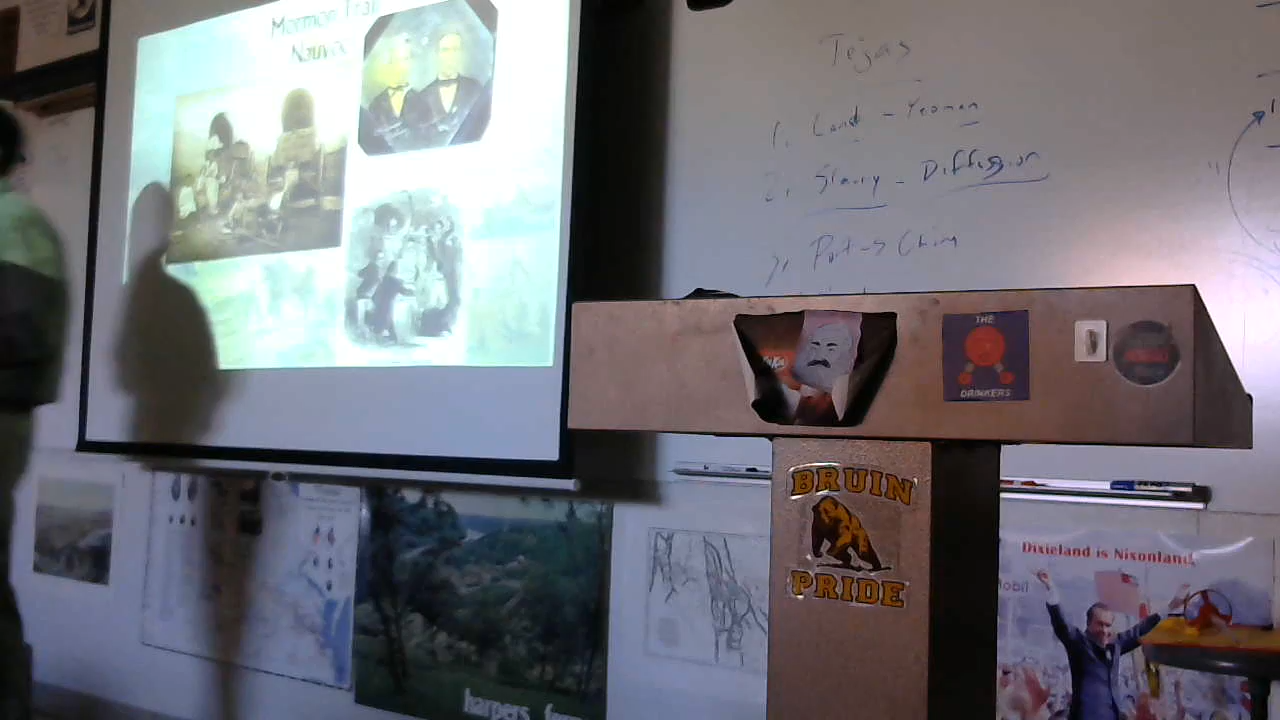 Mormon Trail
Nauvoo
Tejas
1. Land - Yeoman
2. Slavery - Diffusion
3. Port → China
THE
DRINKERS
BRUIN
PRIDE
Dixieland is Nixonland
harpers